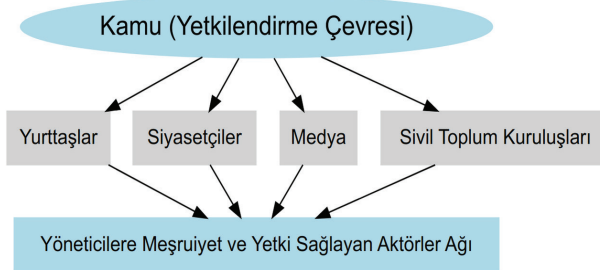 Kamu (Yetkilendirme Çevresi)
Yurttaşlar
Siyasetçiler
Medya
Sivil Toplum Kuruluşları
Yöneticilere Meşruiyet ve Yetki Sağlayan Aktörler Ağı